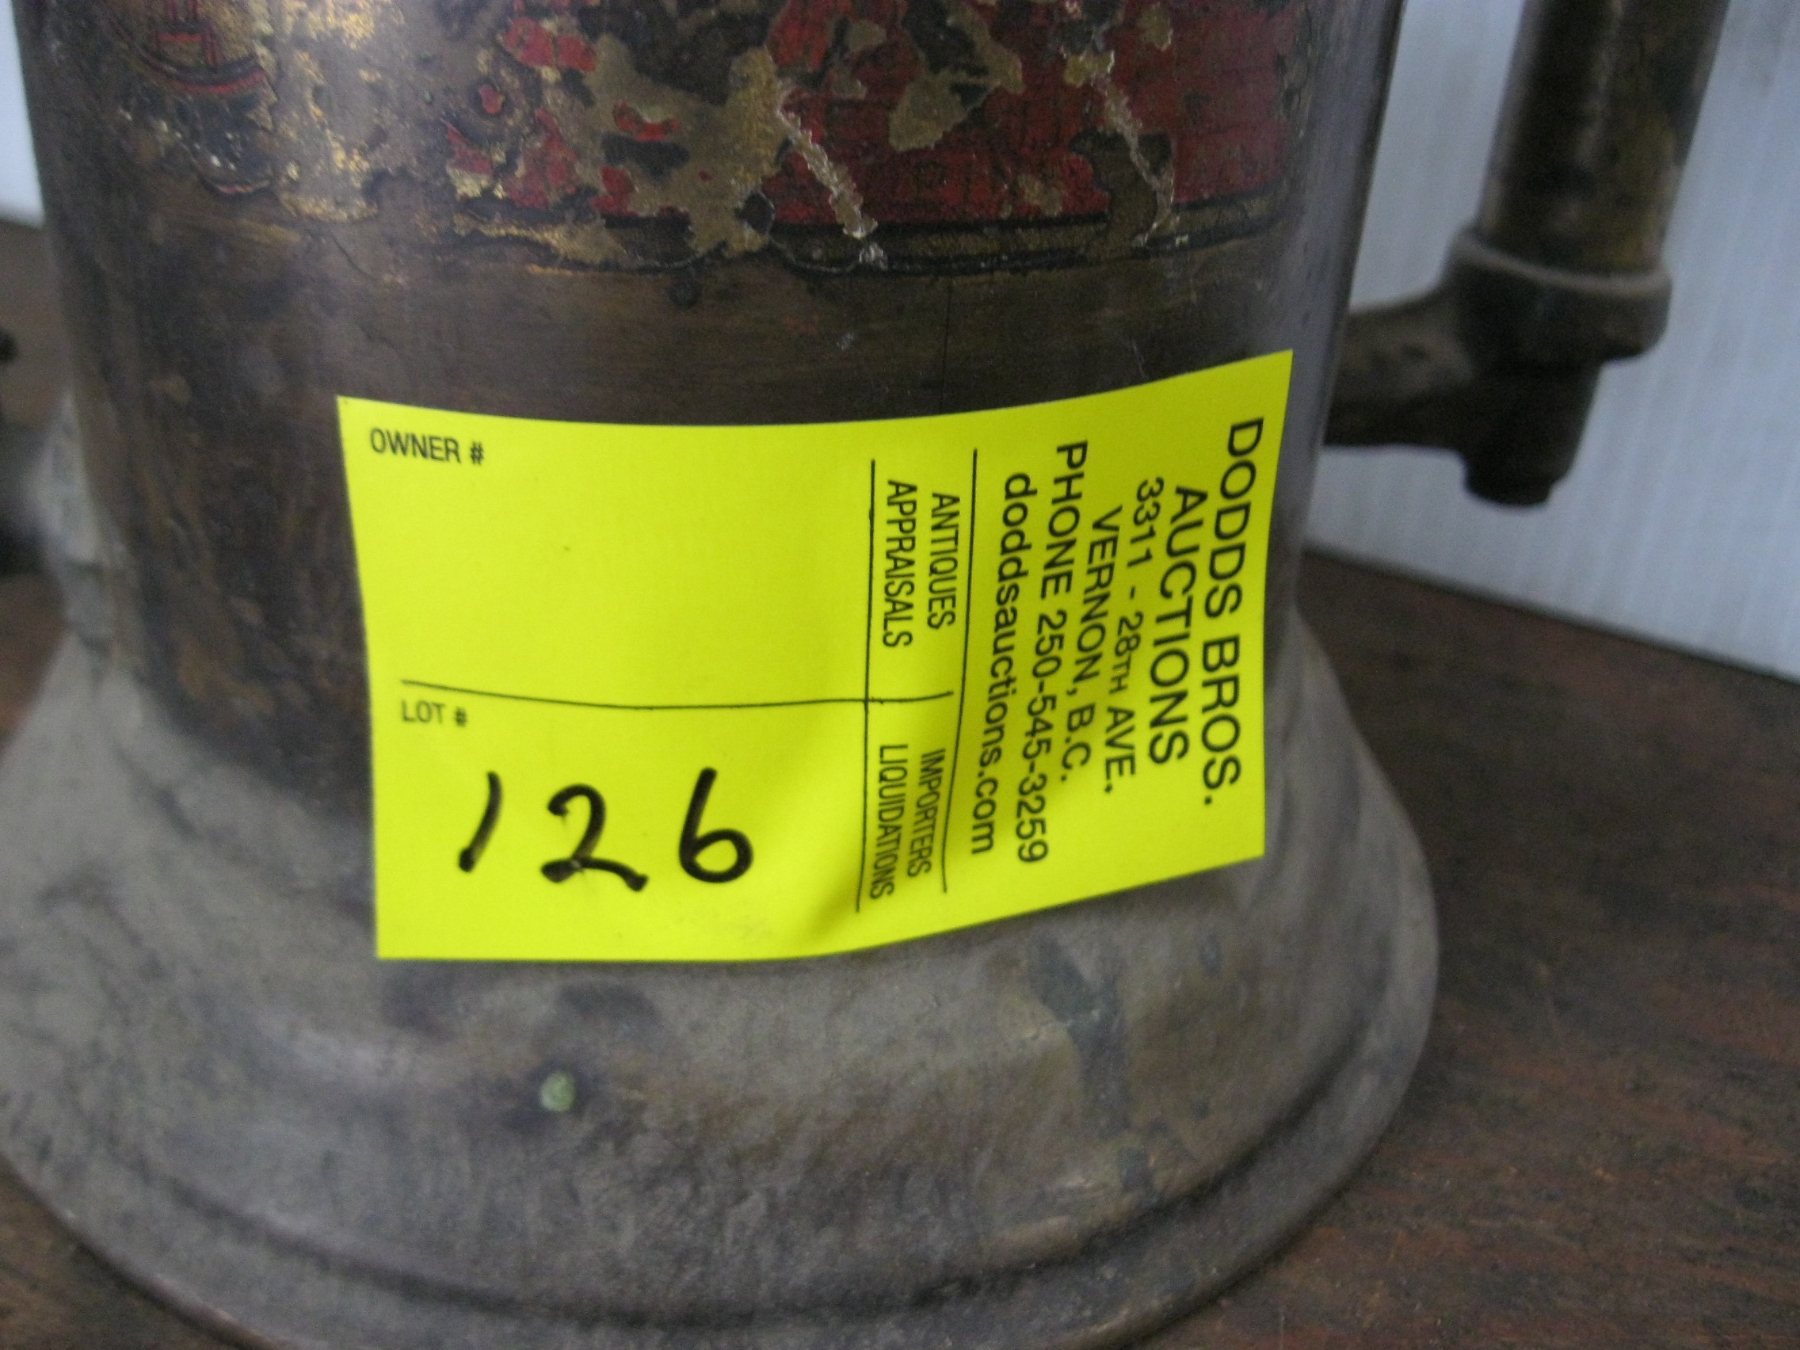 OWNER #
LOT #
126
ANTIQUES
APPRAISALS
IMPORTERS
LIQUIDATIONS
DODDS BROS.
AUCTIONS
3311 - 28TH AVE.
VERNON, B.C.
PHONE 250-545-3259
doddsauctions.com